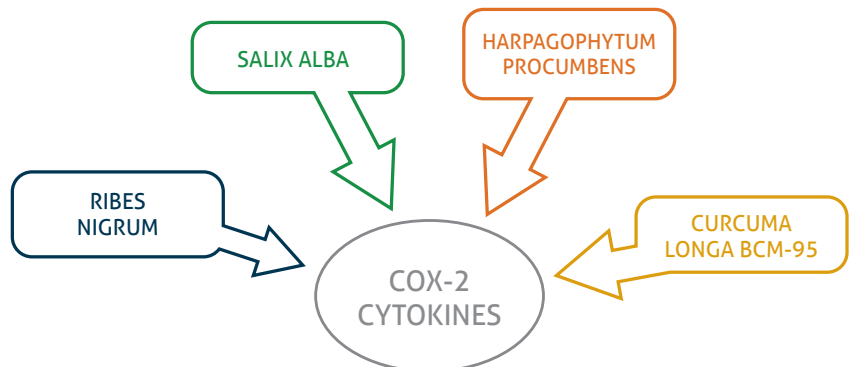 SALIX ALBA
HARPAGOPHYTUM
PROCUMBENS
RIBES
NIGRUM
CURCUMA
LONGA BCM-95
COX-2
CYTOKINES